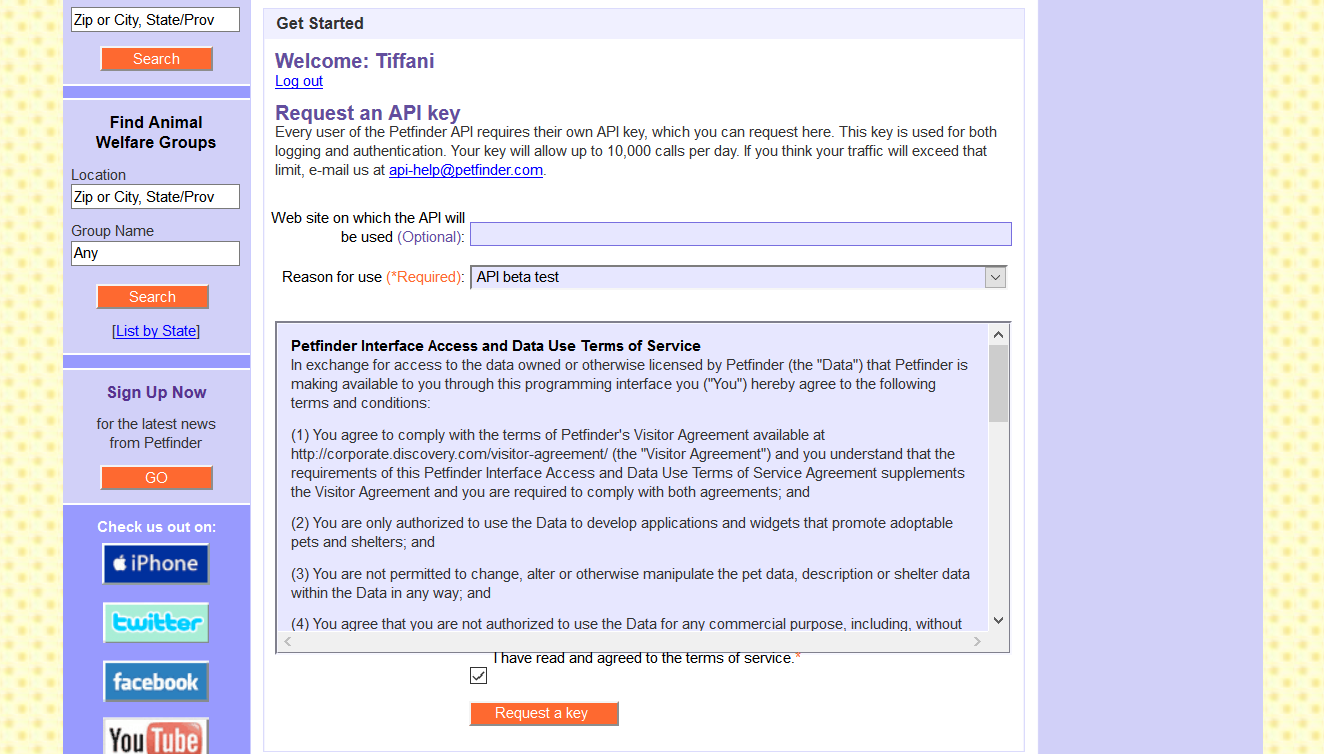 Zip or City, State/Prov
Search
Find Animal
Welfare Groups
Location
Zip or City, State/Prov
Group Name
Any
Search
[List by State]
Sign Up Now
for the latest news
from Petfinder
GO
Check us out on:
iPhone
twitter
facebook
YouTube
Get Started
Welcome: Tiffani
Log out
Request an API key
Every user of the Petfinder API requires their own API key, which you can request here. This key is used for both
logging and authentication. Your key will allow up to 10,000 calls per day. If you think your traffic will exceed that
limit, e-mail us at api-help@petfinder.com.
Web site on which the API will
be used (Optional):
Reason for use (*Required): API beta test
Petfinder Interface Access and Data Use Terms of Service
In exchange for access to the data owned or otherwise licensed by Petfinder (the "Data") that Petfinder is
making available to you through this programming interface you ("You") hereby agree to the following
terms and conditions:
(1) You agree to comply with the terms of Petfinder's Visitor Agreement available at
http://corporate.discovery.com/visitor-agreement/ (the "Visitor Agreement") and you understand that the
requirements of this Petfinder Interface Access and Data Use Terms of Service Agreement supplements
the Visitor Agreement and you are required to comply with both agreements; and
(2) You are only authorized to use the Data to develop applications and widgets that promote adoptable
pets and shelters; and
(3) You are not permitted to change, alter or otherwise manipulate the pet data, description or shelter data
within the Data in any way; and
(4) You agree that you are not authorized to use the Data for any commercial purpose, including, without
I have read and agreed to the terms of service.*
Request a key